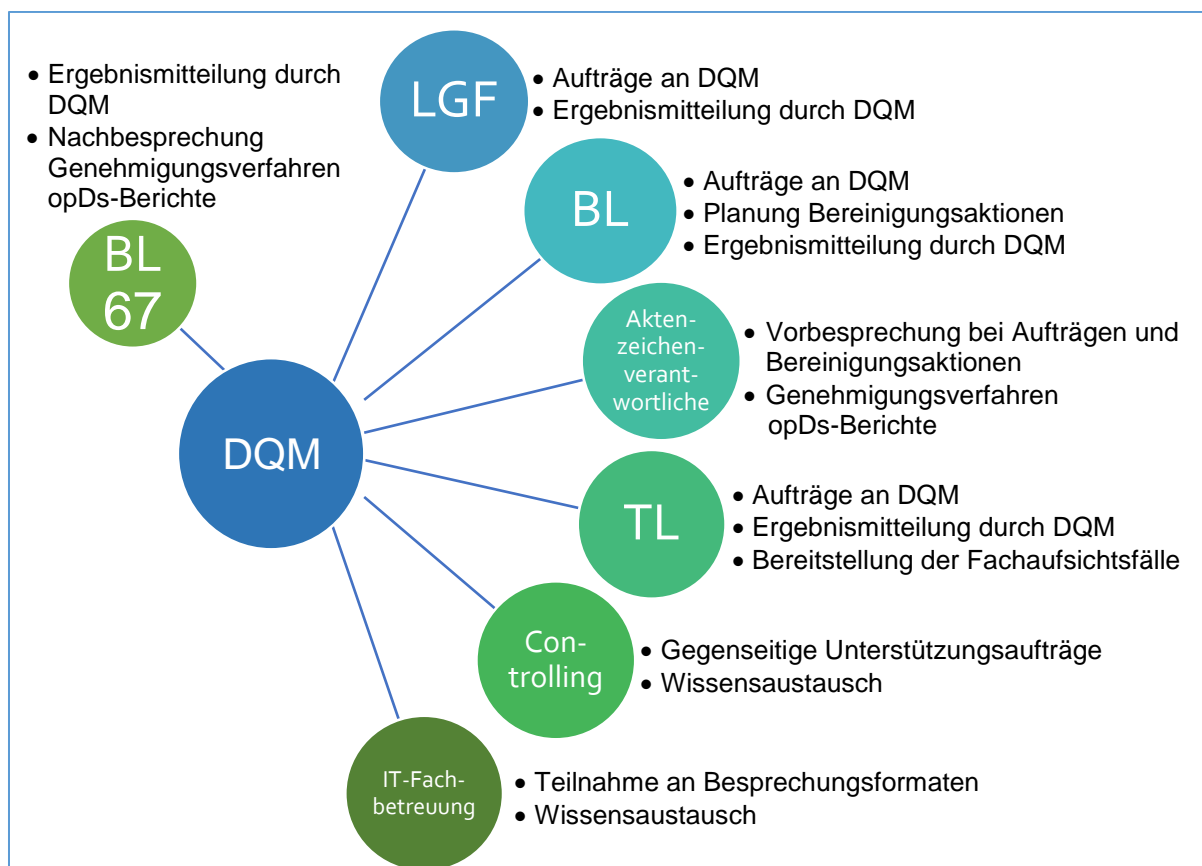 • Ergebnismitteilung durch
DQM
• Nachbesprechung
Genehmigungsverfahren
opDs-Berichte
BL
67
LGF
• Aufträge an DQM
• Ergebnismitteilung durch DQM
BL
• Aufträge an DQM
• Planung Bereinigungsaktionen
• Ergebnismitteilung durch DQM
Akten-
zeichen-
verant-
wortliche
• Vorbesprechung bei Aufträgen und
Bereinigungsaktionen
• Genehmigungsverfahren
opDs-Berichte
DQM
TL
• Aufträge an DQM
• Ergebnismitteilung durch DQM
• Bereitstellung der Fachaufsichtsfälle
Con-
trolling
• Gegenseitige Unterstützungsaufträge
• Wissensaustausch
IT-Fach-
betreuung
• Teilnahme an Besprechungsformaten
• Wissensaustausch